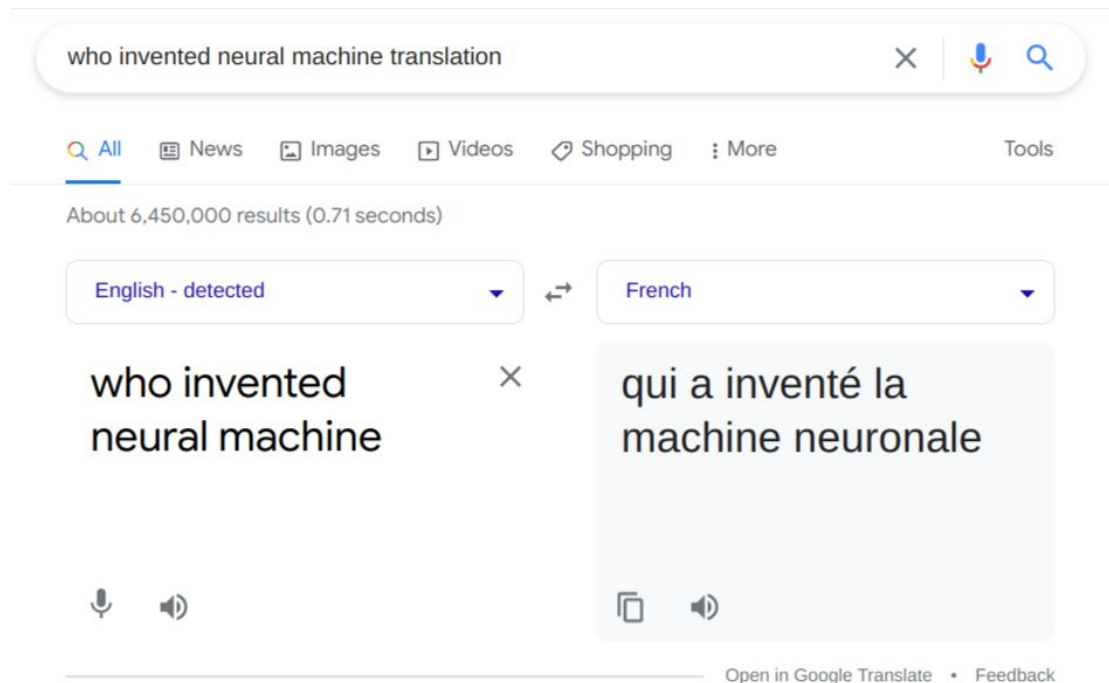 who invented neural machine translation
All News Images Videos Shopping More Tools
About 6,450,000 results (0.71 seconds)
English - detected French
who invented
neural machine
qui a inventé la
machine neuronale
Open in Google Translate • Feedback